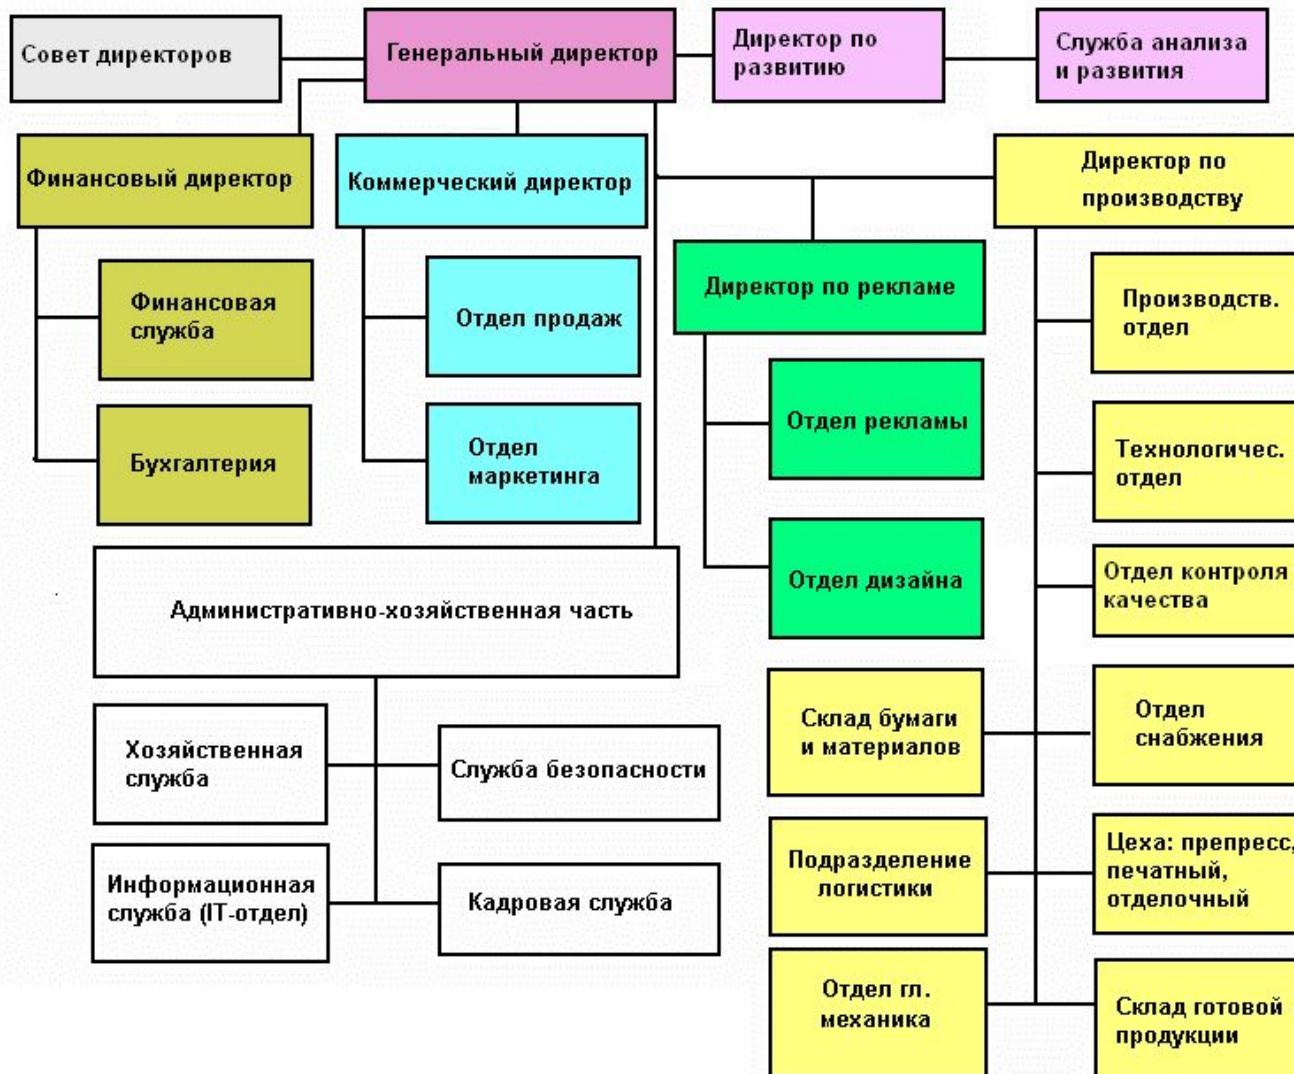 Совет директоров
Генеральный директор
Директор по
развитию
Служба анализа
и развития
Финансовый директор
Коммерческий директор
Директор по
производству
Финансовая
служба
Бухгалтерия
Отдел продаж
Отдел
маркетинга
Директор по рекламе
Отдел рекламы
Отдел дизайна
Производств.
отдел
Технологичес.
отдел
Отдел контроля
качества
Административно-хозяйственная часть
Хозяйственная
служба
Служба безопасности
Информационная
служба (IT-отдел)
Кадровая служба
Склад бумаги
и материалов
Отдел
снабжения
Подразделение
логистики
Цеха: препресс,
печатный,
отделочный
Отдел гл.
механика
Склад готовой
продукции